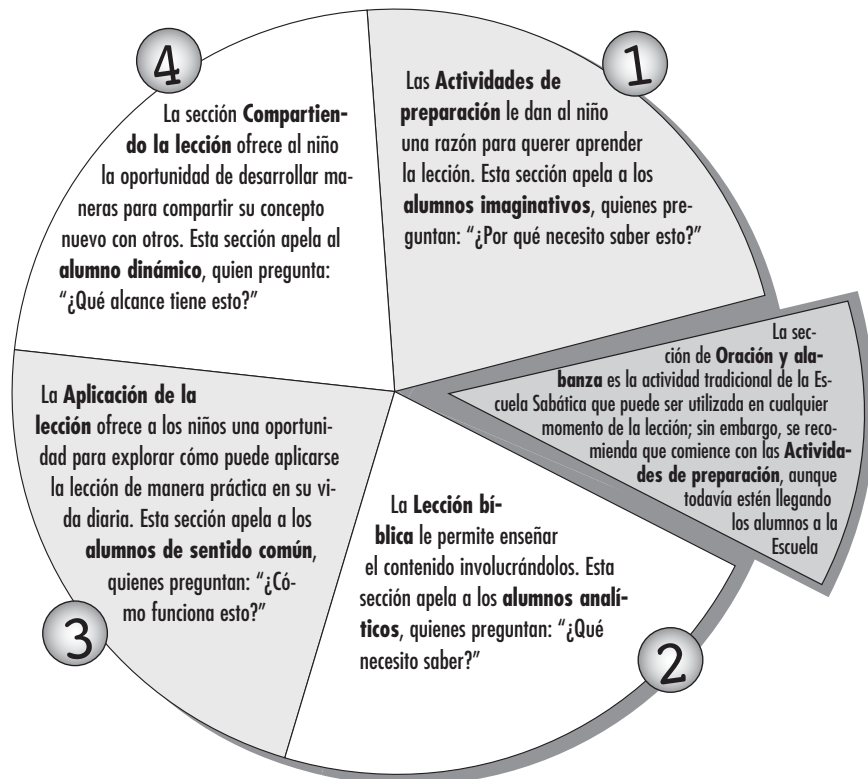 1
Las Actividades de
preparación le dan al niño
una razón para querer aprender
la lección. Esta sección apela a los
alumnos imaginativos, quienes pre-
guntan: “¿Por qué necesito saber esto?”
La sec-
ción de Oración y ala-
banza es la actividad tradicional de la Es-
cuela Sabática que puede ser utilizada en cualquier
momento de la lección; sin embargo, se reco-
mienda que comience con las Activida-
des de preparación, aunque
todavía estén llegando
los alumnos a la
Escuela
2
La Lección bí-
blica le permite enseñar
el contenido involucrándolos. Esta
sección apela a los alumnos analí-
ticos, quienes preguntan: “¿Qué
necesito saber?”
3
La Aplicación de la
lección ofrece a los niños una oportuni-
dad para explorar cómo puede aplicarse
la lección de manera práctica en su vi-
da diaria. Esta sección apela a los
alumnos de sentido común,
quienes preguntan: “¿Có-
mo funciona esto?”
4
La sección Compartien-
do la lección ofrece al niño
la oportunidad de desarrollar ma-
neras para compartir su concepto
nuevo con otros. Esta sección apela al
alumno dinámico, quien pregunta:
“¿Qué alcance tiene esto?”